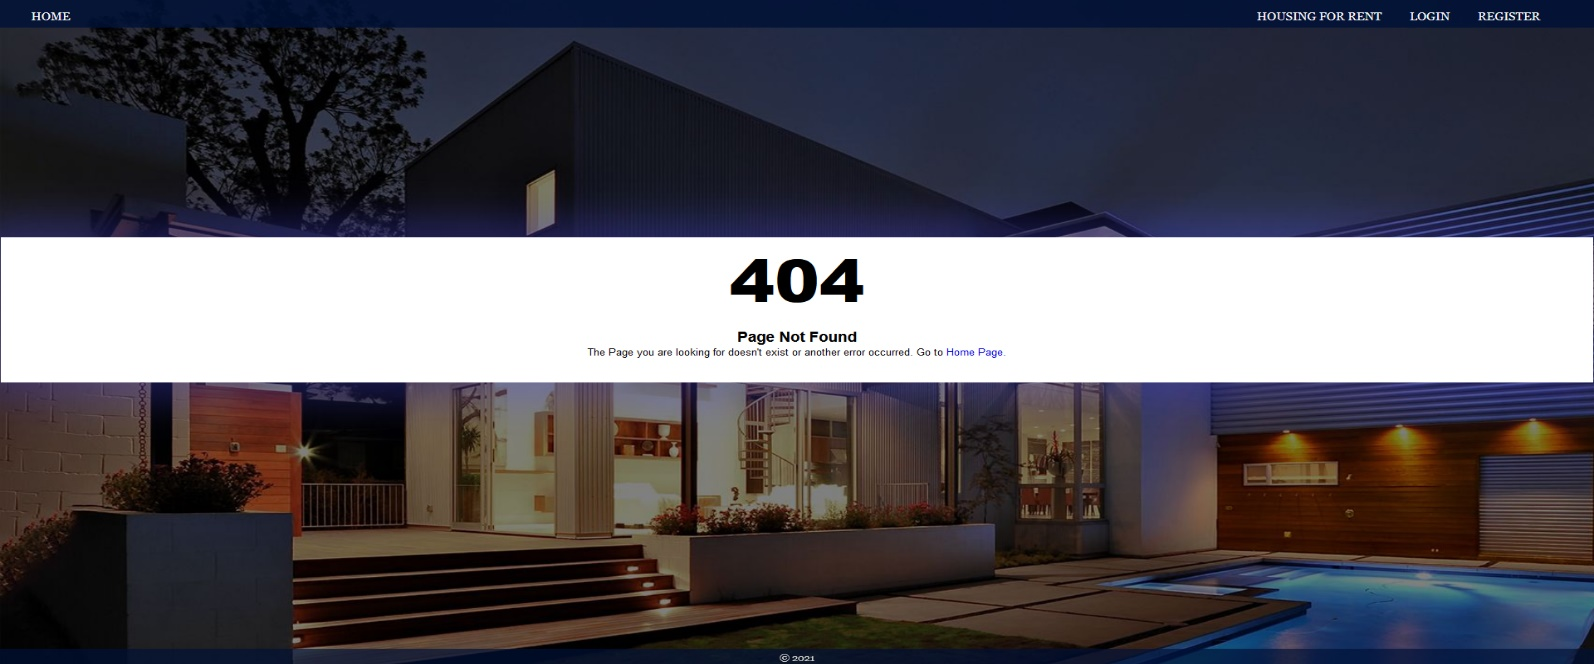 HOME
HOUSING FOR RENT LOGIN REGISTER
404
Page Not Found
The Page you are looking for doesn't exist or another error occurred. Go to Home Page.
© 2021